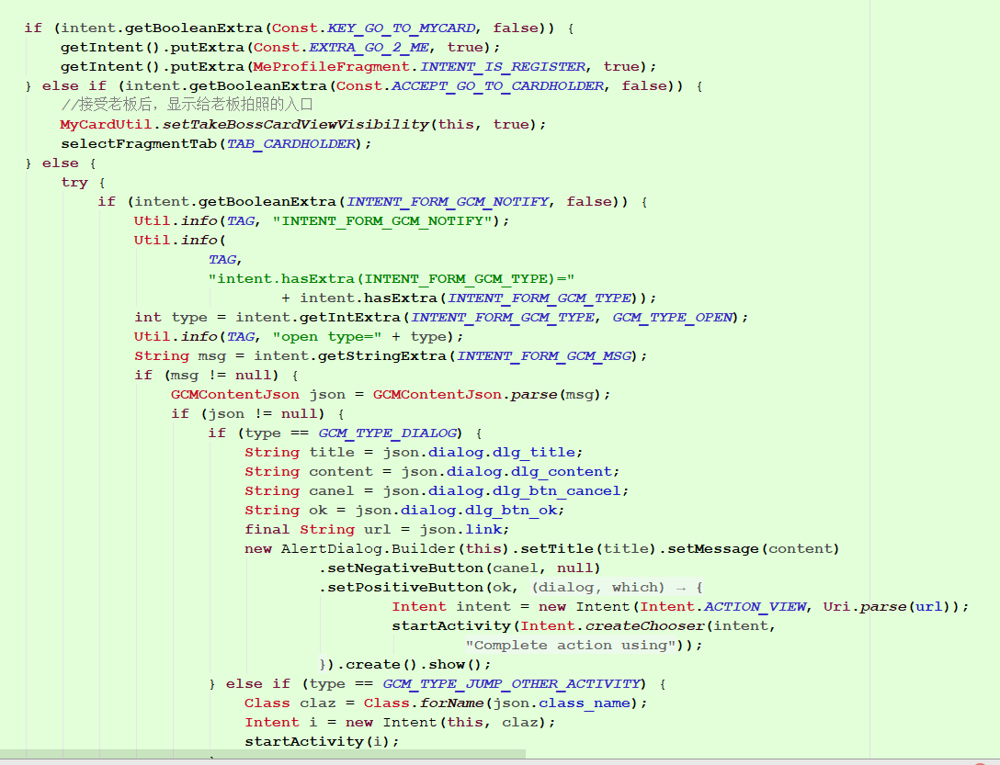 if (intent.getBooleanExtra(Const.KEY_GO_TO_MYCARD, false)) {
getIntent().putExtra(Const.EXTRA_GO_2_ME, true);
getIntent().putExtra(MeProfileFragment.INTENT_IS_REGISTER, true);
} else if (intent.getBooleanExtra(Const.ACCEPT_GO_TO_CARDHOLDER, false)) {
//接受老板后，显示给老板拍照的入口
MyCardUtil.setTakeBossCardViewVisibility(this, true);
selectFragmentTab(TAB_CARDHOLDER);
} else {
try {
if (intent.getBooleanExtra(INTENT_FORM_GCM_NOTIFY, false)) {
Util.info(TAG, "INTENT_FORM_GCM_NOTIFY");
Util.info(
TAG,
"intent.hasExtra(INTENT_FORM_GCM_TYPE)="
+ intent.hasExtra(INTENT_FORM_GCM_TYPE));
int type = intent.getIntExtra(INTENT_FORM_GCM_TYPE, GCM_TYPE_OPEN);
Util.info(TAG, "open type=" + type);
String msg = intent.getStringExtra(INTENT_FORM_GCM_MSG);
if (msg != null) {
GCMContentJson json = GCMContentJson.parse(msg);
if (json != null) {
if (type == GCM_TYPE_DIALOG) {
String title = json.dialog.dlg_title;
String content = json.dialog.dlg_content;
String canel = json.dialog.dlg_btn_cancel;
String ok = json.dialog.dlg_btn_ok;
final String url = json.link;
new AlertDialog.Builder(this).setTitle(title).setMessage(content)
.setNegativeButton(canel, null)
.setPositiveButton(ok, (dialog, which) → {
Intent intent = new Intent(Intent.ACTION_VIEW, Uri.parse(url));
startActivity(Intent.createChooser(intent,
"Complete action using"));
}).create().show();
} else if (type == GCM_TYPE_JUMP_OTHER_ACTIVITY) {
Class claz = Class.forName(json.class_name);
Intent i = new Intent(this, claz);
startActivity(i);